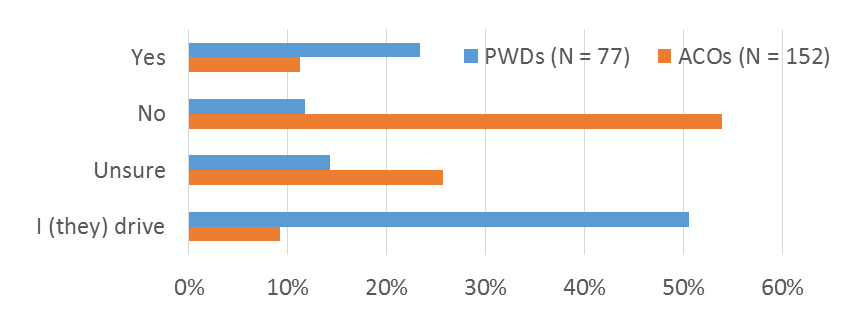 Yes
PWDs (N = 77) ACOs (N = 152)
No
Unsure
I (they) drive
0% 10% 20% 30% 40% 50% 60%